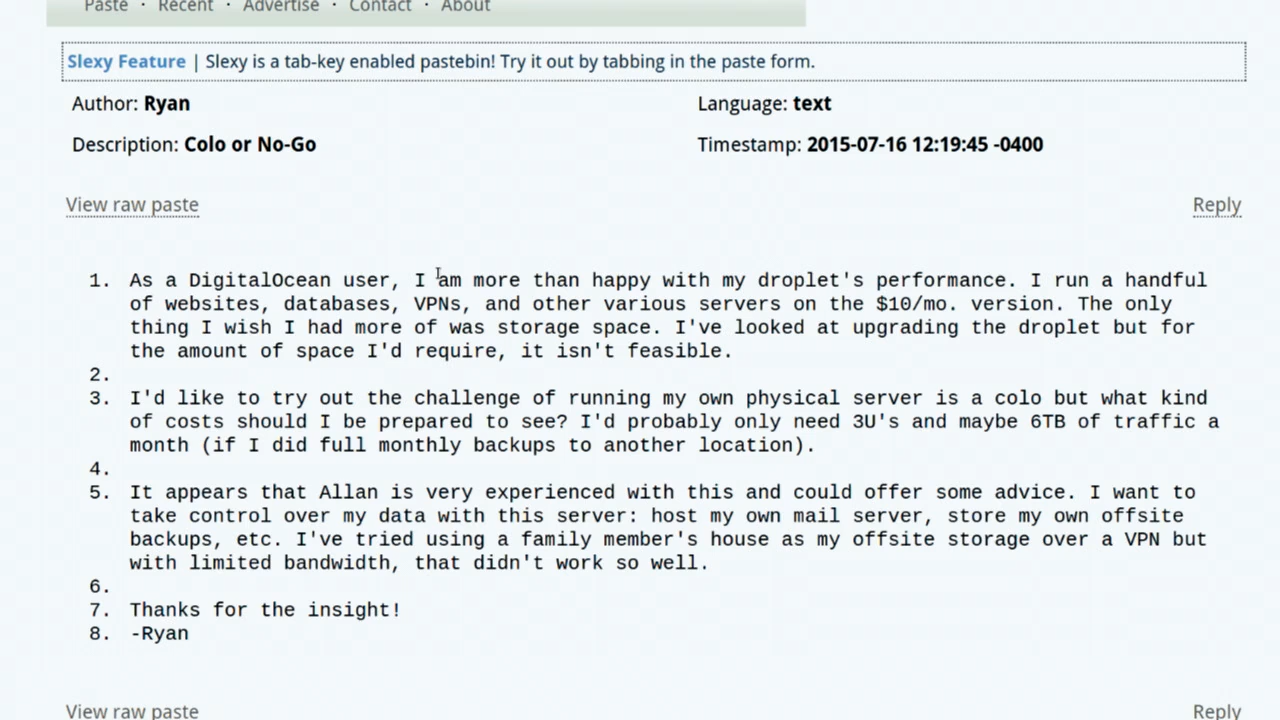 Paste · Recent · Advertise · Contact · About
Slexy Feature | Slexy is a tab-key enabled pastebin! Try it out by tabbing in the paste form.
Author: Ryan
Language: text
Description: Colo or No-Go
Timestamp: 2015-07-16 12:19:45 -0400
View raw paste
Reply
1. As a DigitalOcean user, I am more than happy with my droplet's performance. I run a handful
of websites, databases, VPNs, and other various servers on the $10/mo. version. The only
thing I wish I had more of was storage space. I've looked at upgrading the droplet but for
the amount of space I'd require, it isn't feasible.
2.
3. I'd like to try out the challenge of running my own physical server is a colo but what kind
of costs should I be prepared to see? I'd probably only need 3U's and maybe 6TB of traffic a
month (if I did full monthly backups to another location).
4.
5. It appears that Allan is very experienced with this and could offer some advice. I want to
take control over my data with this server: host my own mail server, store my own offsite
backups, etc. I've tried using a family member's house as my offsite storage over a VPN but
with limited bandwidth, that didn't work so well.
6.
7. Thanks for the insight!
8. -Ryan
View raw paste
Reply